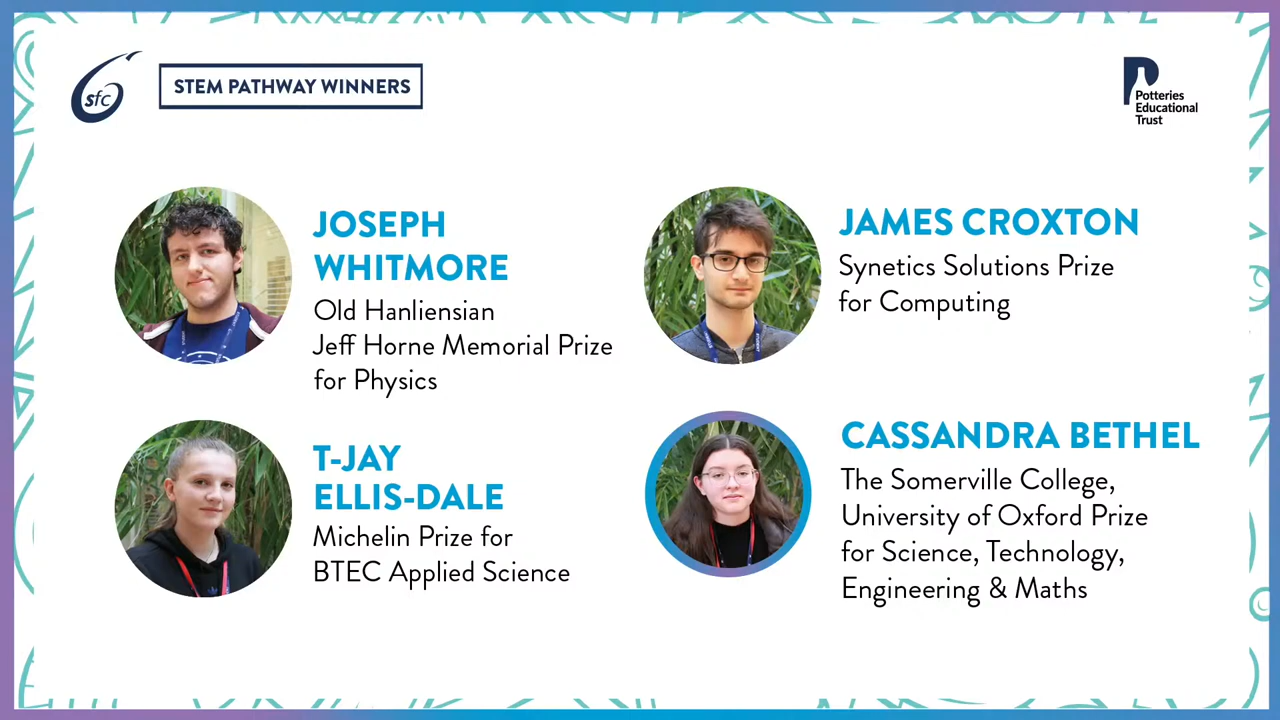 sfc
STEM PATHWAY WINNERS
Potteries
Educational
Trust
JOSEPH
WHITMORE
Old Hanliensian
Jeff Horne Memorial Prize
for Physics
JAMES CROXTON
Synetics Solutions Prize
for Computing
T-JAY
ELLIS-DALE
Michelin Prize for
BTEC Applied Science
CASSANDRA BETHEL
The Somerville College,
University of Oxford Prize
for Science, Technology,
Engineering & Maths